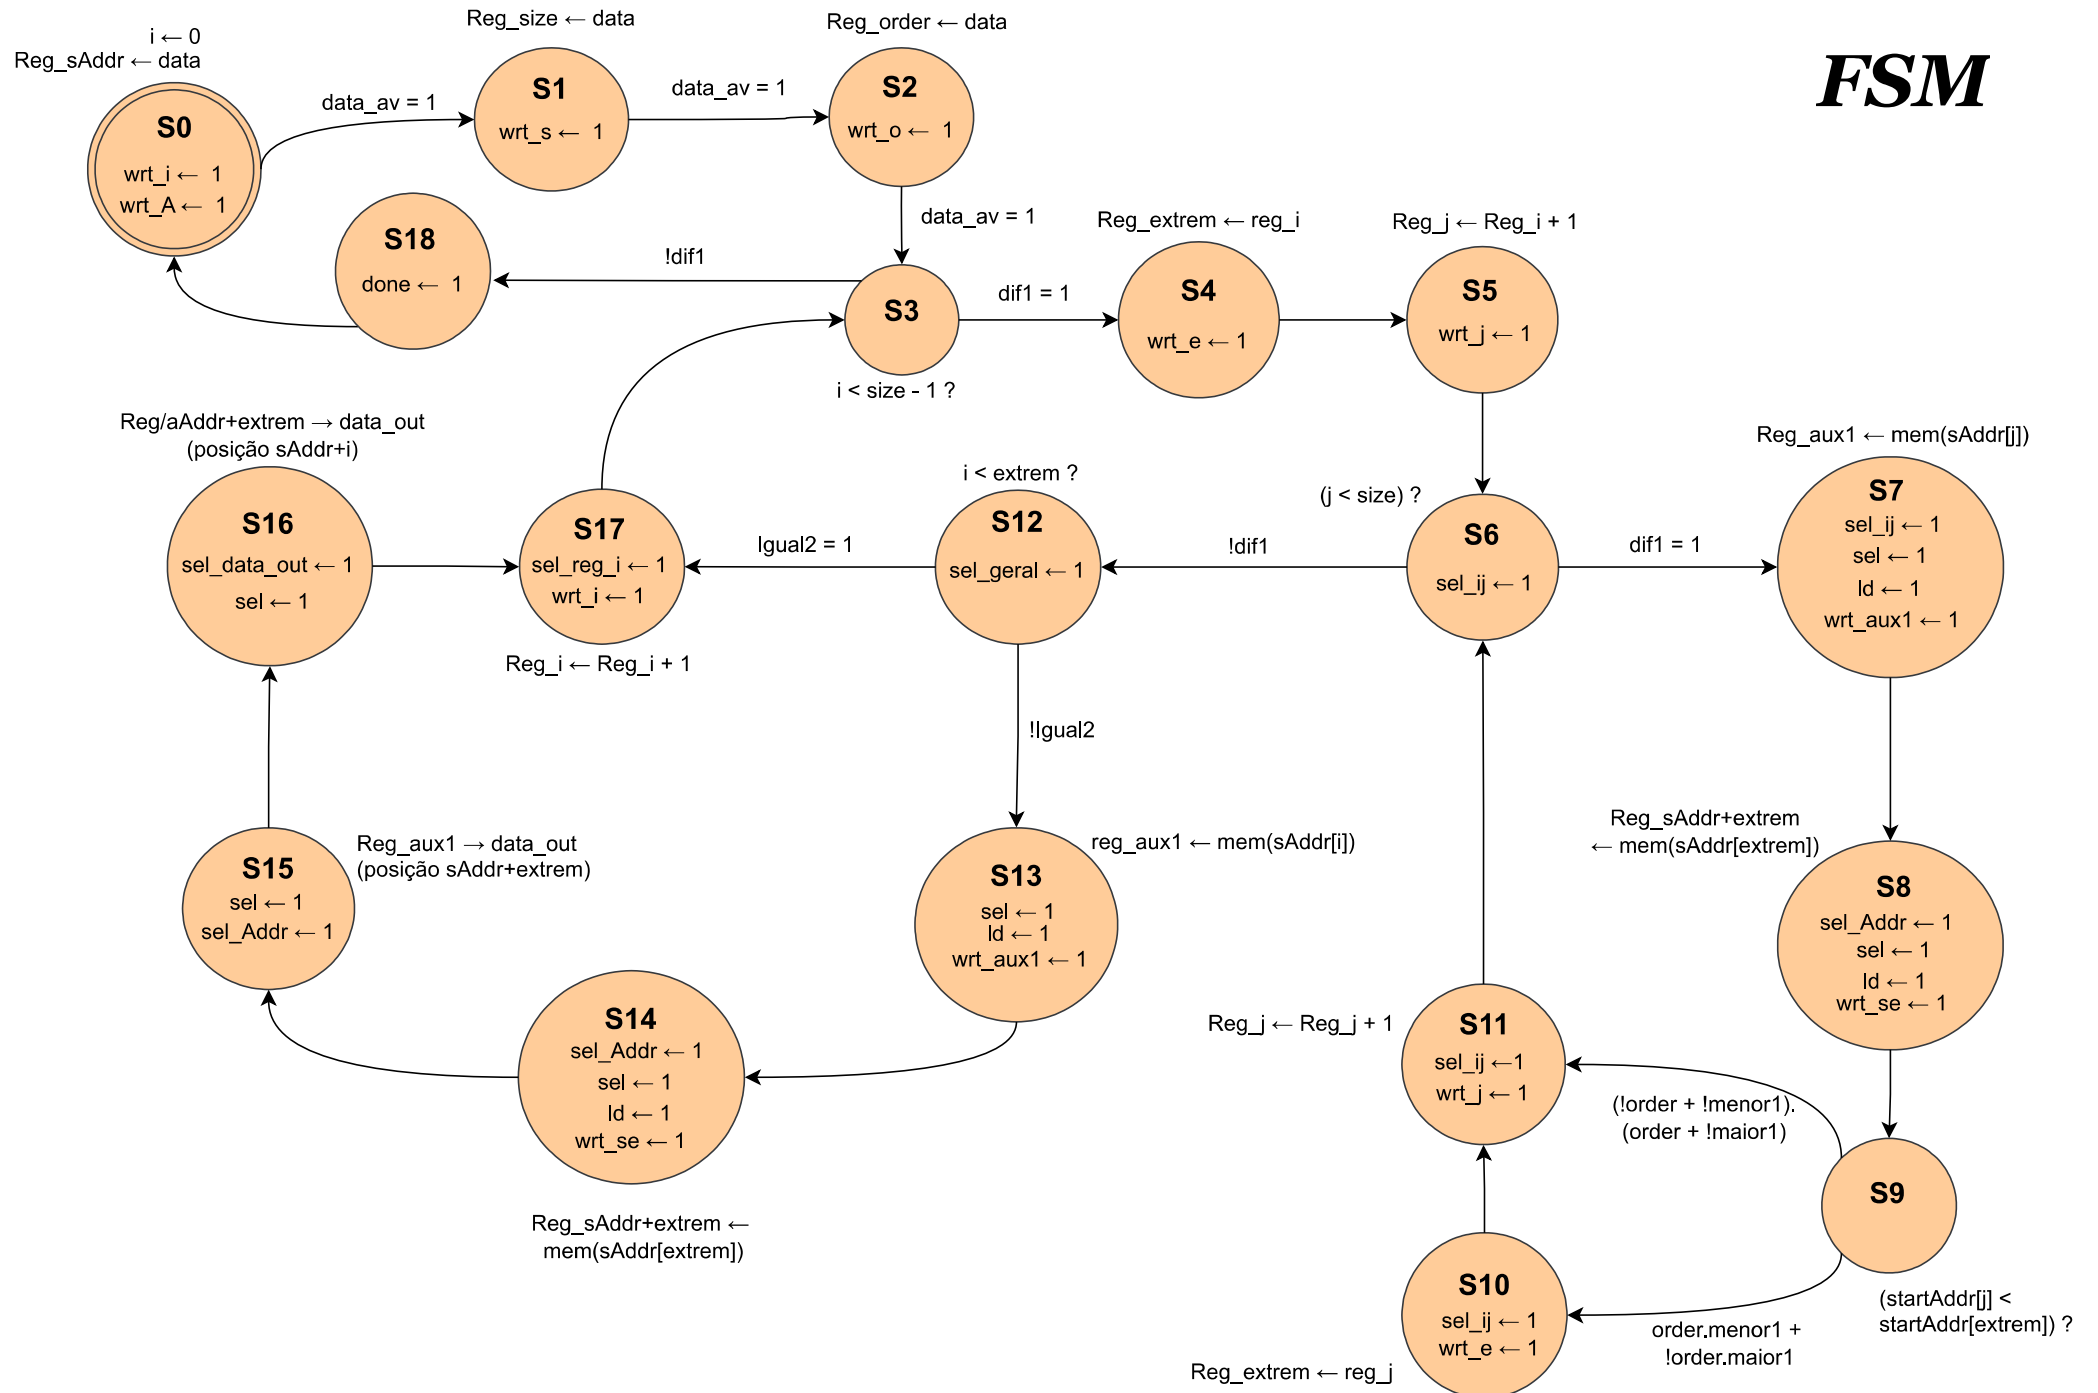 FSM
i ← 0
Reg_sAddr ← data
S0
wrt_i ← 1
wrt_A ← 1
data_av = 1
Reg_size ← data
S1
wrt_s ← 1
data_av = 1
Reg_order ← data
S2
wrt_o ← 1
data_av = 1
S18
done ← 1
!dif1
S3
i < size - 1 ?
dif1 = 1
Reg_extrem ← reg_i
S4
wrt_e ← 1
Reg_j ← Reg_i + 1
S5
wrt_j ← 1
Reg/aAddr+extrem → data_out
(posição sAddr+i)
S16
sel_data_out ← 1
sel ← 1
S17
sel_reg_i ← 1
wrt_i ← 1
Reg_i ← Reg_i + 1
Igual2 = 1
i < extrem ?
S12
sel_geral ← 1
!dif1
(j < size) ?
S6
sel_ij ← 1
dif1 = 1
Reg_aux1 ← mem(sAddr[j])
S7
sel_ij ← 1
sel ← 1
ld ← 1
wrt_aux1 ← 1
!Igual2
Reg_aux1 → data_out
(posição sAddr+extrem)
S15
sel ← 1
sel_Addr ← 1
reg_aux1 ← mem(sAddr[i])
S13
sel ← 1
ld ← 1
wrt_aux1 ← 1
Reg_sAddr+extrem
← mem(sAddr[extrem])
S8
sel_Addr ← 1
sel ← 1
ld ← 1
wrt_se ← 1
S14
sel_Addr ← 1
sel ← 1
ld ← 1
wrt_se ← 1
Reg_sAddr+extrem ←
mem(sAddr[extrem])
Reg_j ← Reg_j + 1
S11
sel_ij ←1
wrt_j ← 1
(!order + !menor1).
(order + !maior1)
S9
(startAddr[j] <
startAddr[extrem]) ?
order.menor1 +
!order.maior1
S10
sel_ij ← 1
wrt_e ← 1
Reg_extrem ← reg_j